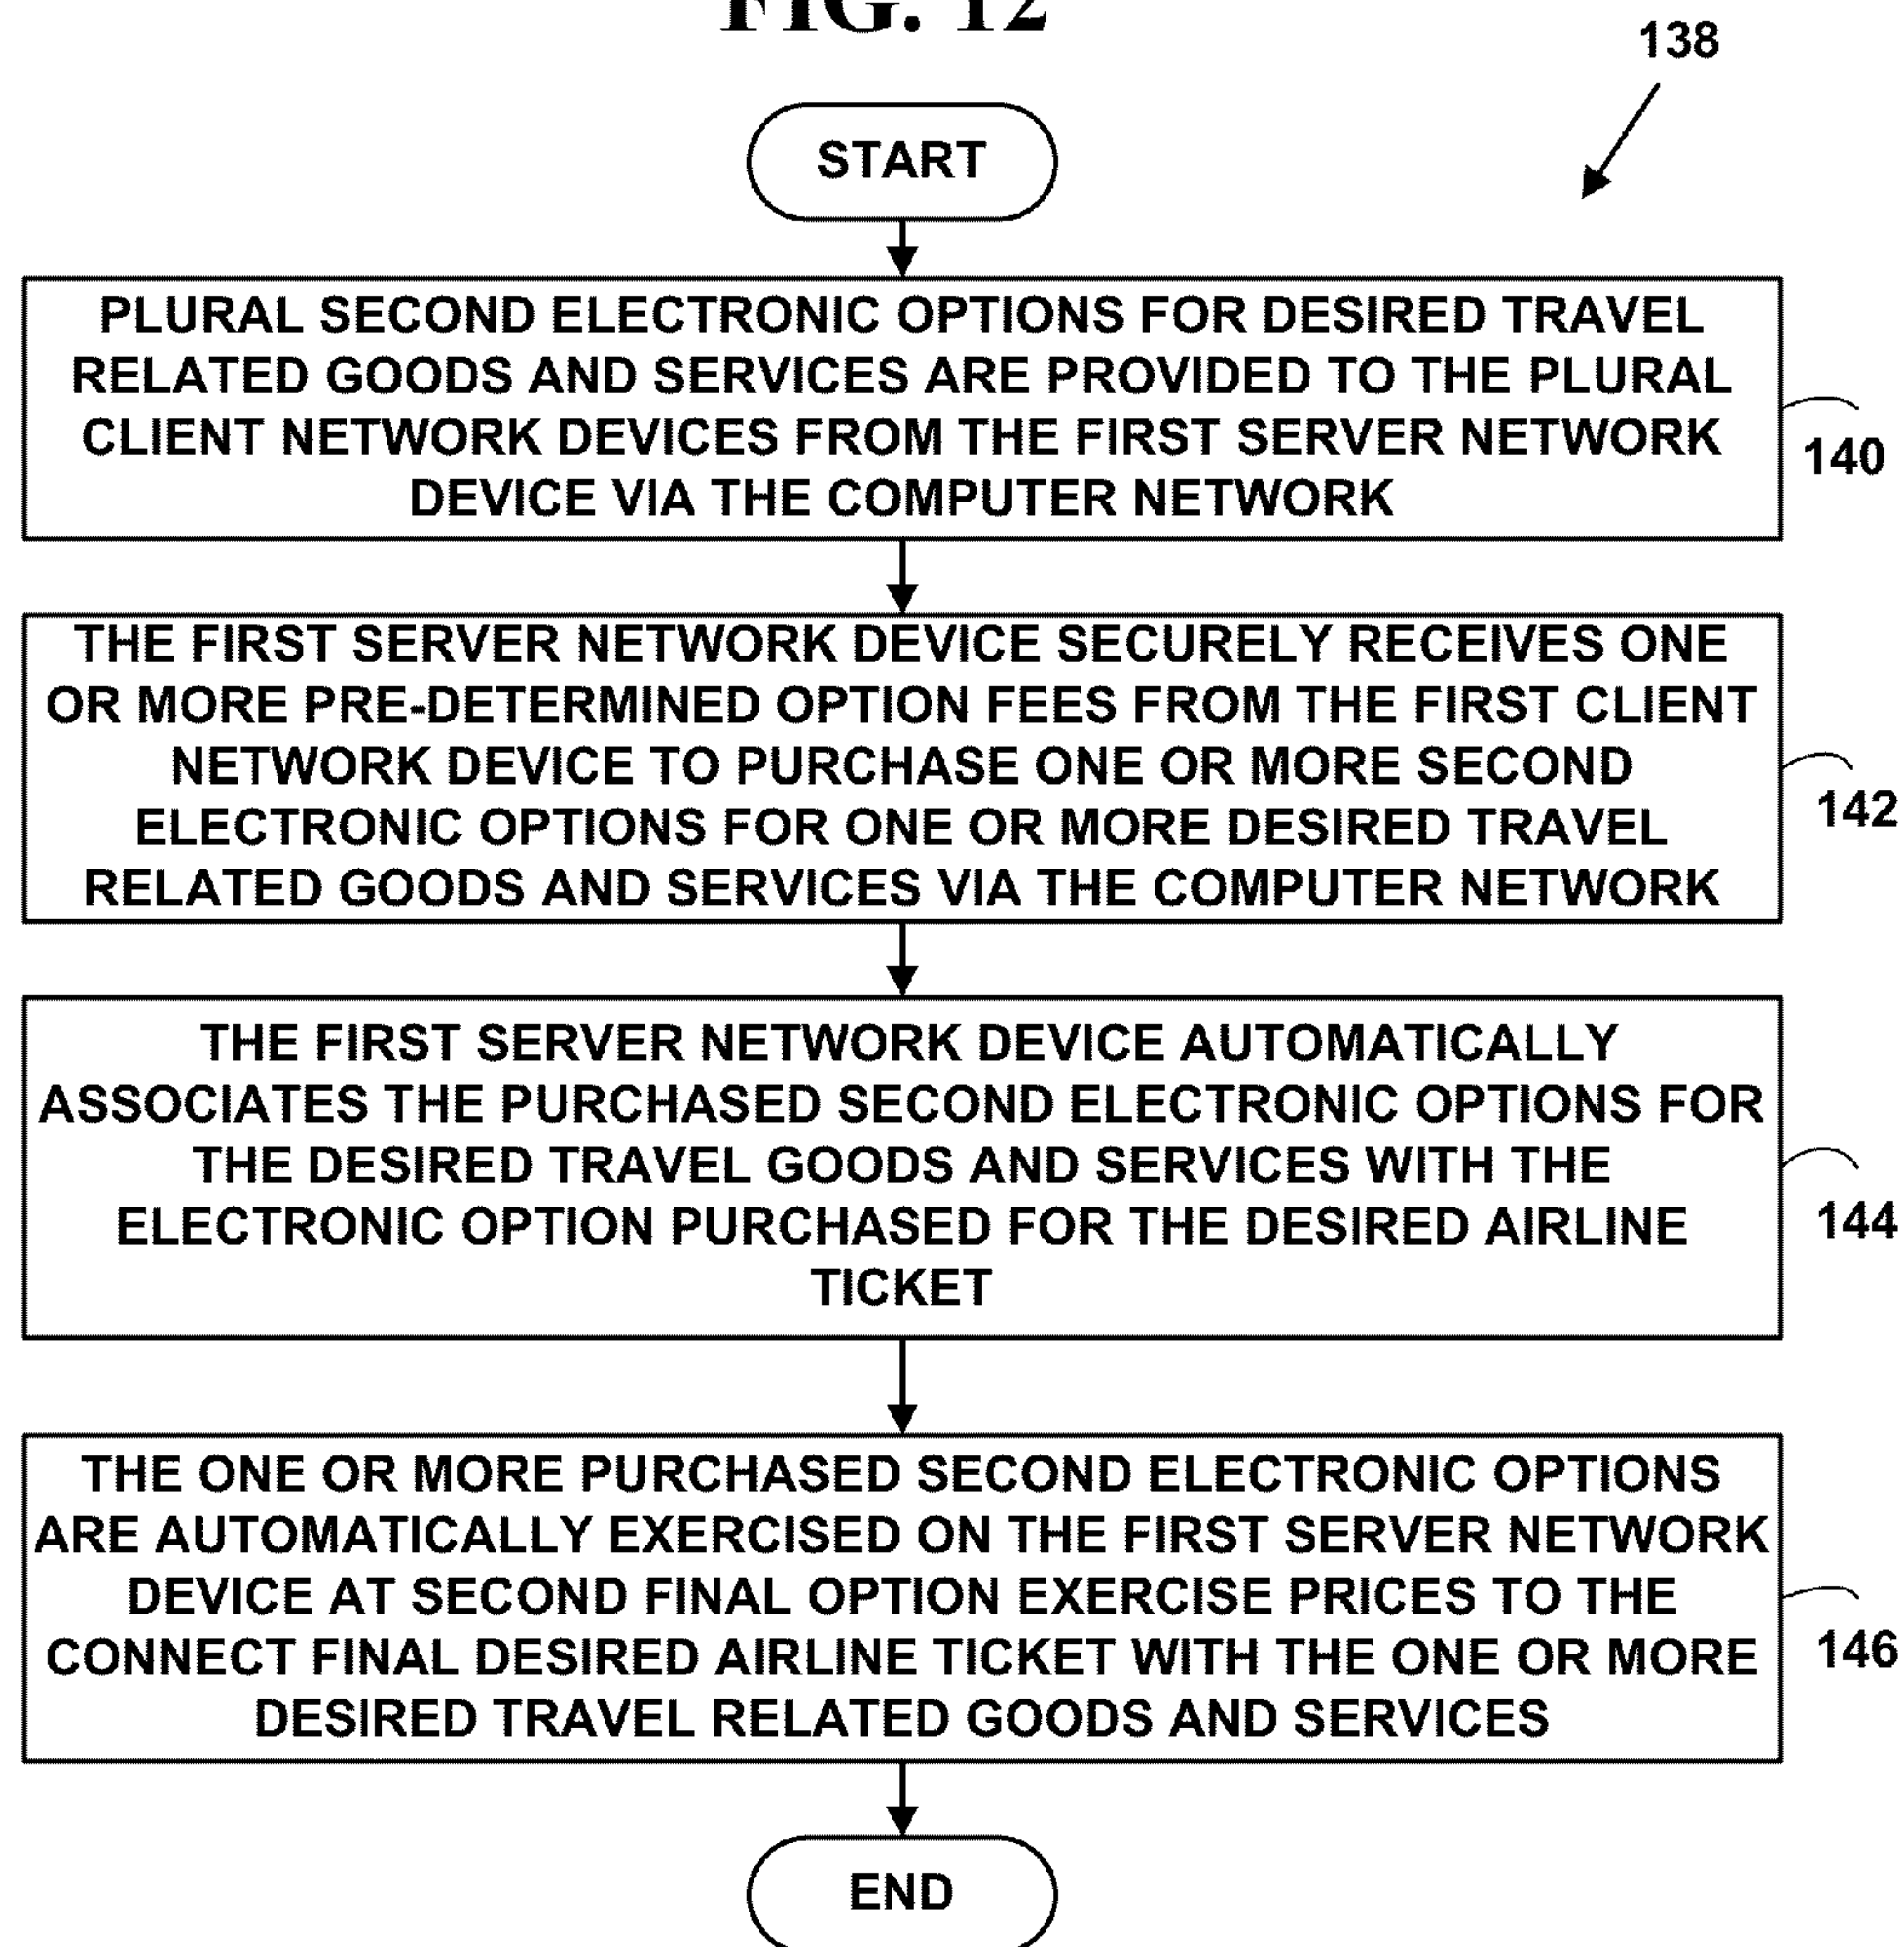 FIG. 12
138
START
PLURAL SECOND ELECTRONIC OPTIONS FOR DESIRED TRAVEL
RELATED GOODS AND SERVICES ARE PROVIDED TO THE PLURAL
CLIENT NETWORK DEVICES FROM THE FIRST SERVER NETWORK
DEVICE VIA THE COMPUTER NETWORK
140
THE FIRST SERVER NETWORK DEVICE SECURELY RECEIVES ONE
OR MORE PRE-DETERMINED OPTION FEES FROM THE FIRST CLIENT
NETWORK DEVICE TO PURCHASE ONE OR MORE SECOND
ELECTRONIC OPTIONS FOR ONE OR MORE DESIRED TRAVEL
RELATED GOODS AND SERVICES VIA THE COMPUTER NETWORK
142
THE FIRST SERVER NETWORK DEVICE AUTOMATICALLY
ASSOCIATES THE PURCHASED SECOND ELECTRONIC OPTIONS FOR
THE DESIRED TRAVEL GOODS AND SERVICES WITH THE
ELECTRONIC OPTION PURCHASED FOR THE DESIRED AIRLINE
TICKET
144
THE ONE OR MORE PURCHASED SECOND ELECTRONIC OPTIONS
ARE AUTOMATICALLY EXERCISED ON THE FIRST SERVER NETWORK
DEVICE AT SECOND FINAL OPTION EXERCISE PRICES TO THE
CONNECT FINAL DESIRED AIRLINE TICKET WITH THE ONE OR MORE
DESIRED TRAVEL RELATED GOODS AND SERVICES
146
END